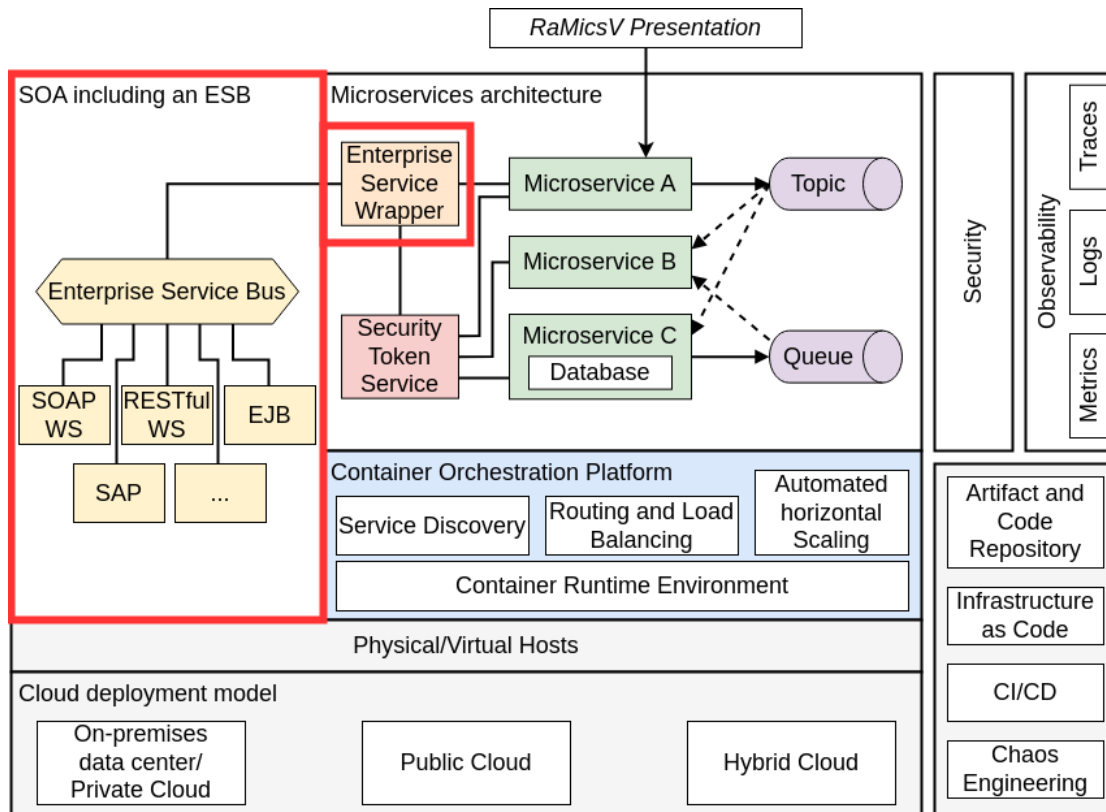 RaMicsV Presentation
SOA including an ESB
Microservices architecture
Enterprise
Service
Wrapper
Microservice A
Topic
Enterprise Service Bus
Microservice B
Security
Token
Service
Microservice C
Database
Queue
SOAP
WS
RESTful
WS
EJB
SAP
...
Security
Observability
Traces
Logs
Metrics
Container Orchestration Platform
Service Discovery
Routing and Load
Balancing
Automated
horizontal
Scaling
Container Runtime Environment
Artifact and
Code
Repository
Infrastructure
as Code
CI/CD
Chaos
Engineering
Physical/Virtual Hosts
Cloud deployment model
On-premises
data center/
Private Cloud
Public Cloud
Hybrid Cloud